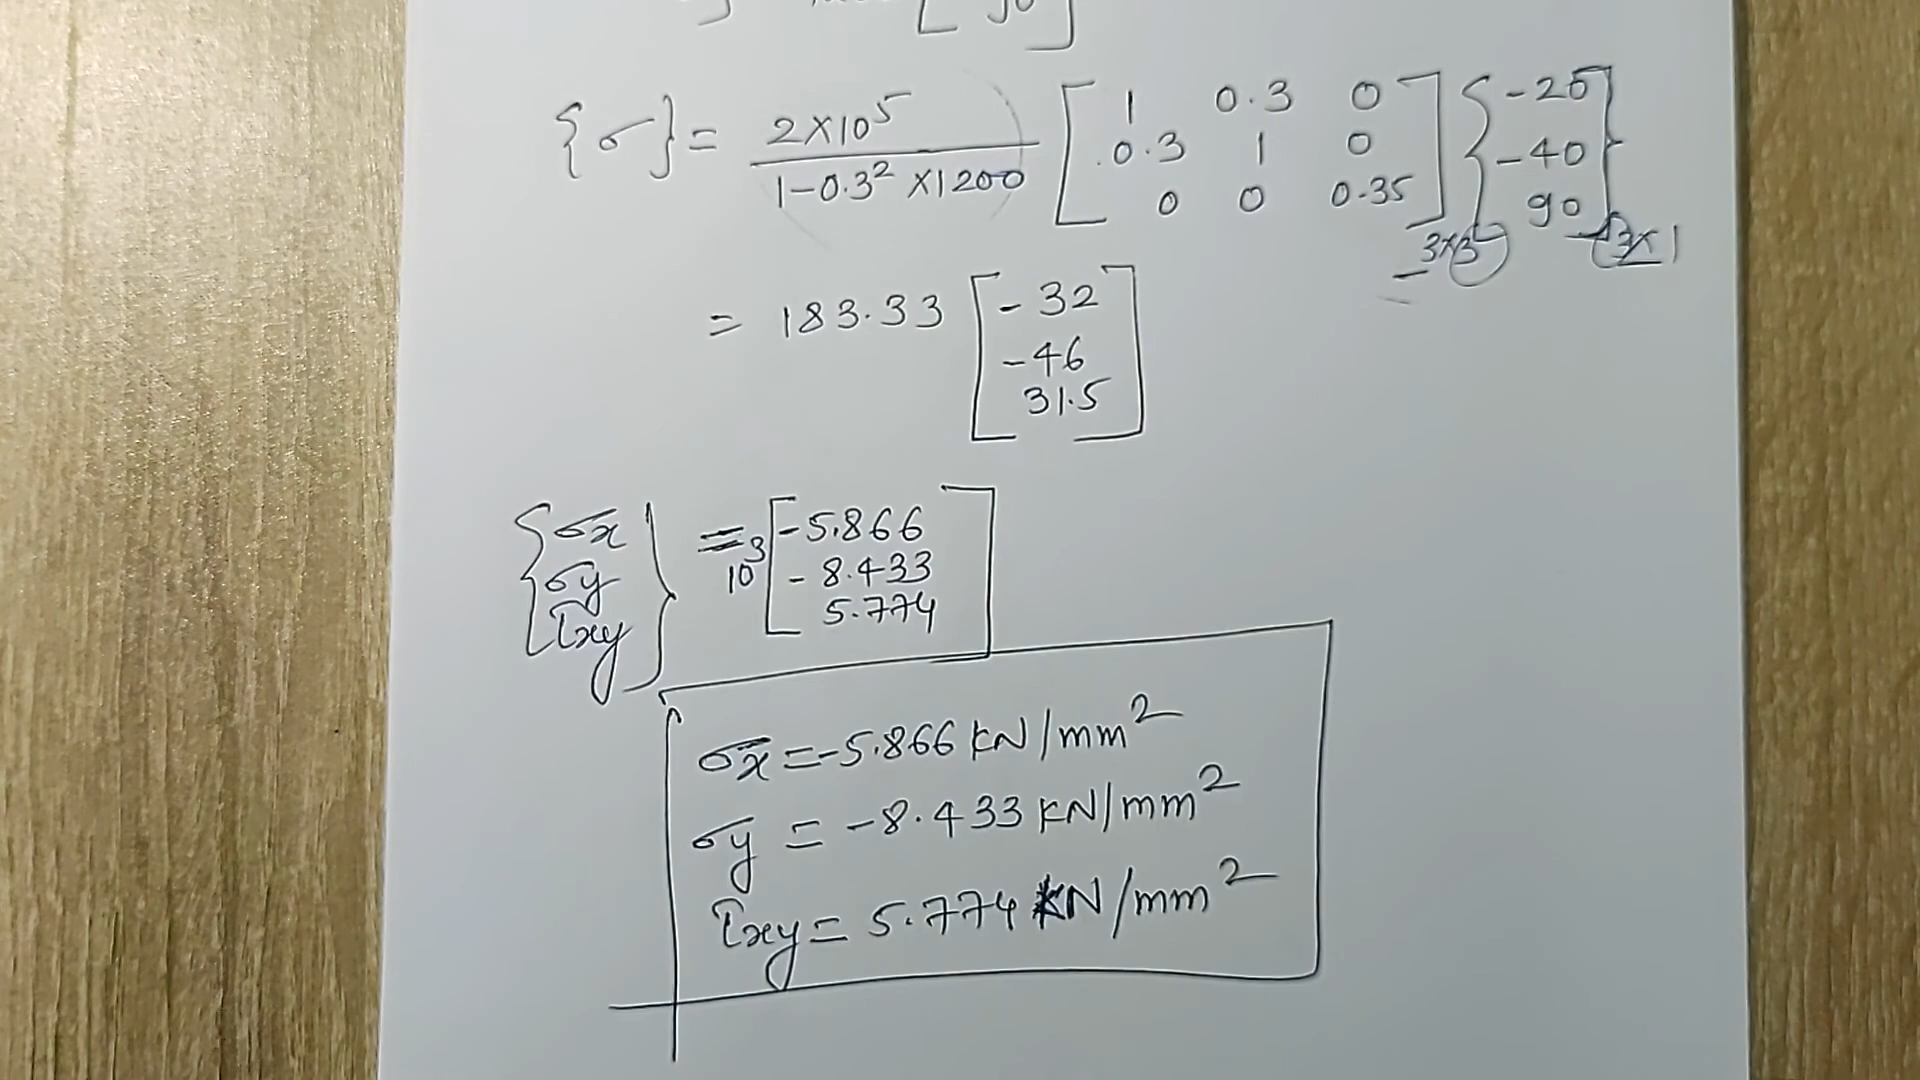 {σ} = 2×10⁵ / 1-0.3² ×1200 [1 0.3 0
0.3 1 0
0 0 0.35] 3×3 {-20
-40
90} 3×1
= 183.33 [-32
-46
31.5]
{σx
σy
τxy} = 10³ [-5.866
-8.433
5.774]
σx = -5.866 KN/mm²
σy = -8.433 KN/mm²
τxy = 5.774 KN/mm²